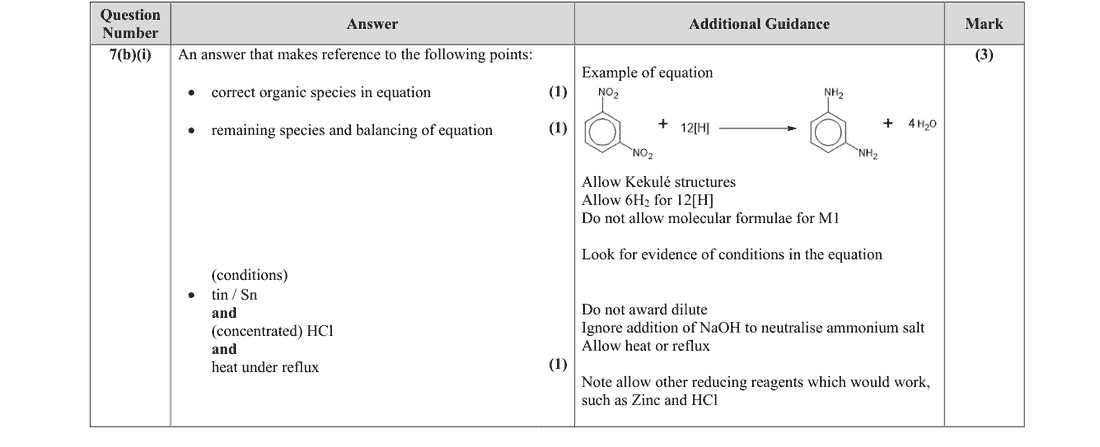 Question Number
Answer
Additional Guidance
Mark
7(b)(i)
An answer that makes reference to the following points:
• correct organic species in equation (1)
• remaining species and balancing of equation (1)
(conditions)
• tin / Sn
and
(concentrated) HCl
and
heat under reflux (1)
Example of equation
NO₂
NO₂
+ 12[H]
NH₂
NH₂
+ 4H₂O
Allow Kekulé structures
Allow 6H₂ for 12[H]
Do not allow molecular formulae for M1
Look for evidence of conditions in the equation
Do not award dilute
Ignore addition of NaOH to neutralise ammonium salt
Allow heat or reflux
Note allow other reducing reagents which would work,
such as Zinc and HCl
(3)